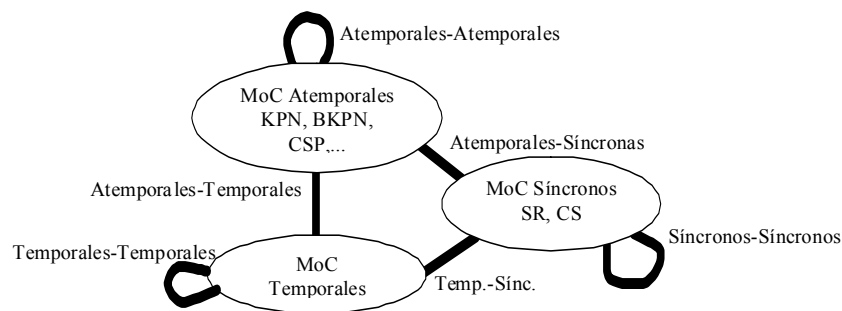 Atemporales-Atemporales
MoC Atemporales
KPN, BKPN,
CSP,...
Atemporales-Síncronas
Atemporales-Temporales
MoC Síncronos
SR, CS
Síncronos-Síncronos
Temporales-Temporales
MoC
Temporales
Temp.-Sínc.